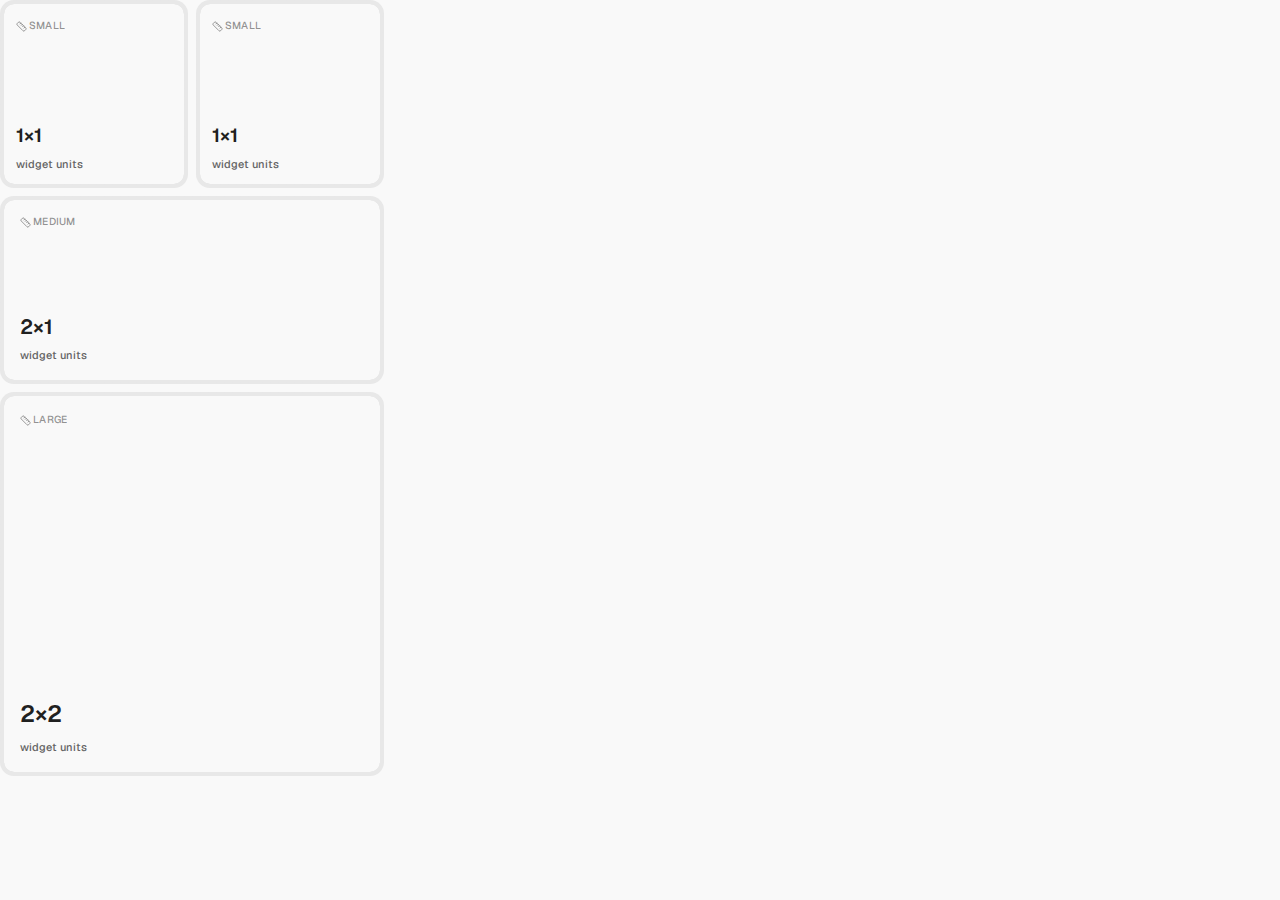 SMALL
1×1
widget units
SMALL
1×1
widget units
MEDIUM
2×1
widget units
LARGE
2×2
widget units